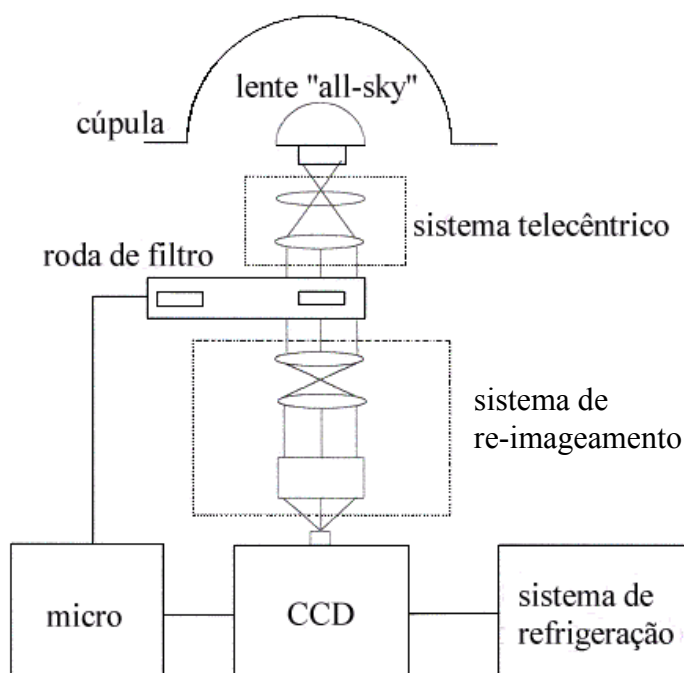 lente "all-sky"
cúpula
sistema telecêntrico
roda de filtro
sistema de
re-imageamento
micro
CCD
sistema de
refrigeração